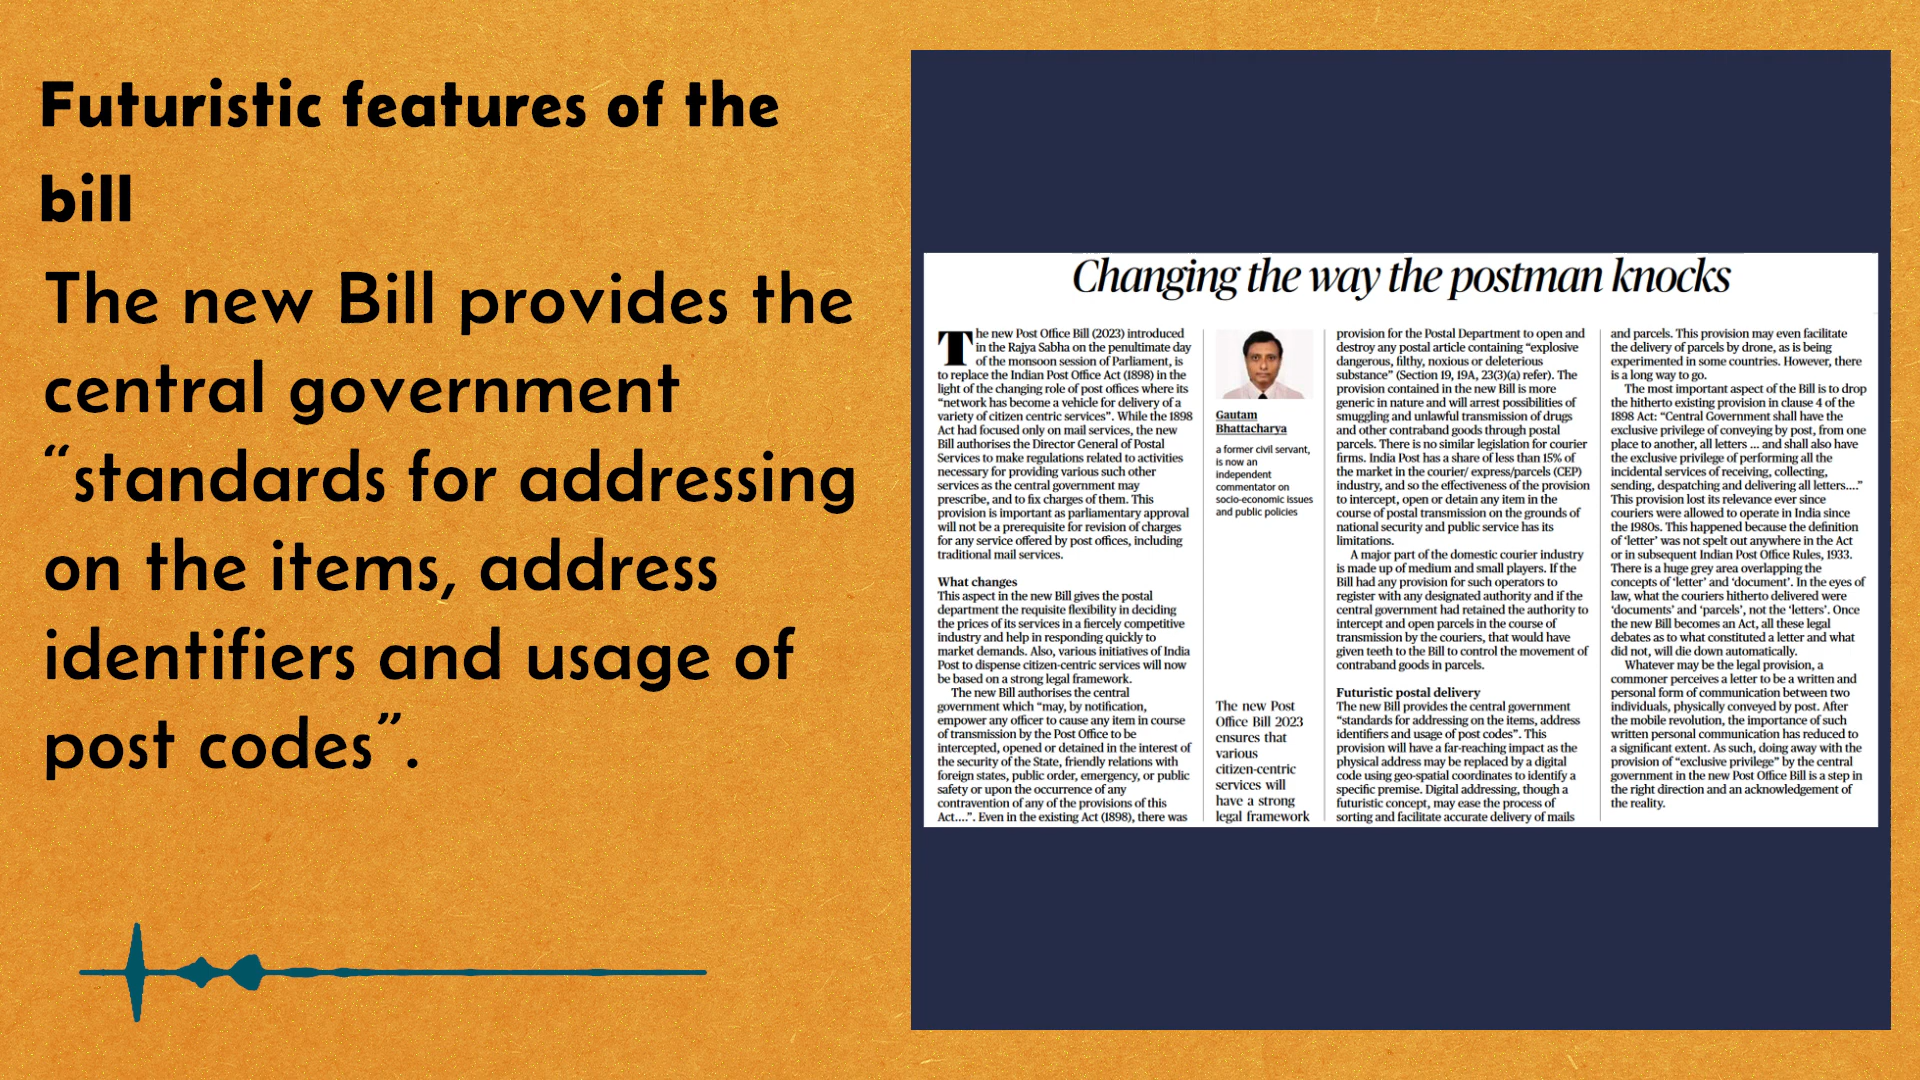 Futuristic features of the
bill
The new Bill provides the
central government
“standards for addressing
on the items, address
identifiers and usage of
post codes”.
Changing the way the postman knocks
The new Post Office Bill (2023) introduced
in the Rajya Sabha on the penultimate day
of the monsoon session of Parliament, is
to replace the Indian Post Office Act (1898) in the
light of the changing role of post offices where its
“network has become a vehicle for delivery of a
variety of citizen centric services”. While the 1898
Act had focused only on mail services, the new
Bill authorises the Director General of Postal
Services to make regulations related to activities
necessary for providing various such other
services as the central government may
prescribe, and to fix charges of them. This
provision is important as parliamentary approval
will not be a prerequisite for revision of charges
for any service offered by post offices, including
traditional mail services.
What changes
This aspect in the new Bill gives the postal
department the requisite flexibility in deciding
the prices of its services in a fiercely competitive
industry and help in responding quickly to
market demands. Also, various initiatives of India
Post to dispense citizen-centric services will now
be based on a strong legal framework.
The new Bill authorises the central
government which “may, by notification,
empower any officer to cause any item in course
of transmission by the Post Office to be
intercepted, opened or detained in the interest of
the security of the State, friendly relations with
foreign states, public order, emergency, or public
safety or upon the occurrence of any
contravention of any of the provisions of this
Act....”. Even in the existing Act (1898), there was
Gautam
Bhattacharya
a former civil servant,
is now an
independent
commentator on
socio-economic issues
and public policies
The new Post
Office Bill 2023
ensures that
various
citizen-centric
services will
have a strong
legal framework
provision for the Postal Department to open and
destroy any postal article containing “explosive
dangerous, filthy, noxious or deleterious
substance” (Section 19, 19A, 23(3)(a) refer). The
provision contained in the new Bill is more
generic in nature and will arrest possibilities of
smuggling and unlawful transmission of drugs
and other contraband goods through postal
parcels. There is no similar legislation for courier
firms. India Post has a share of less than 15% of
the market in the courier/ express/parcels (CEP)
industry, and so the effectiveness of the provision
to intercept, open or detain any item in the
course of postal transmission on the grounds of
national security and public service has its
limitations.
A major part of the domestic courier industry
is made up of medium and small players. If the
Bill had any provision for such operators to
register with any designated authority and if the
central government had retained the authority to
intercept and open parcels in the course of
transmission by the couriers, that would have
given teeth to the Bill to control the movement of
contraband goods in parcels.
Futuristic postal delivery
The new Bill provides the central government
“standards for addressing on the items, address
identifiers and usage of post codes”. This
provision will have a far-reaching impact as the
physical address may be replaced by a digital
code using geo-spatial coordinates to identify a
specific premise. Digital addressing, though a
futuristic concept, may ease the process of
sorting and facilitate accurate delivery of mails
and parcels. This provision may even facilitate
the delivery of parcels by drone, as is being
experimented in some countries. However, there
is a long way to go.
The most important aspect of the Bill is to drop
the hitherto existing provision in clause 4 of the
1898 Act: “Central Government shall have the
exclusive privilege of conveying by post, from one
place to another, all letters ... and shall also have
the exclusive privilege of performing all the
incidental services of receiving, collecting,
sending, despatching and delivering all letters....”
This provision lost its relevance ever since
couriers were allowed to operate in India since
the 1980s. This happened because the definition
of ‘letter’ was not spelt out anywhere in the Act
or in subsequent Indian Post Office Rules, 1933.
There is a huge grey area overlapping the
concepts of ‘letter’ and ‘document’. In the eyes of
law, what the couriers hitherto delivered were
‘documents’ and ‘parcels’, not the ‘letters’. Once
the new Bill becomes an Act, all these legal
debates as to what constituted a letter and what
did not, will die down automatically.
Whatever may be the legal provision, a
commoner perceives a letter to be a written and
personal form of communication between two
individuals, physically conveyed by post. After
the mobile revolution, the importance of such
written personal communication has reduced to
a significant extent. As such, doing away with the
provision of “exclusive privilege” by the central
government in the new Post Office Bill is a step in
the right direction and an acknowledgement of
the reality.